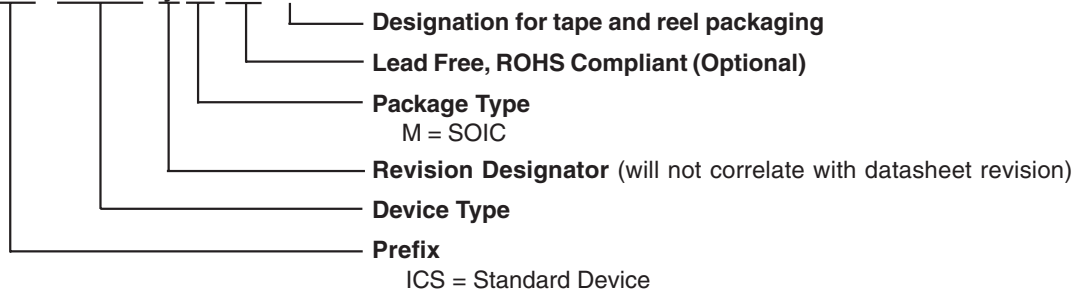 Designation for tape and reel packaging
Lead Free, ROHS Compliant (Optional)
Package Type
M = SOIC
Revision Designator (will not correlate with datasheet revision)
Device Type
Prefix
ICS = Standard Device